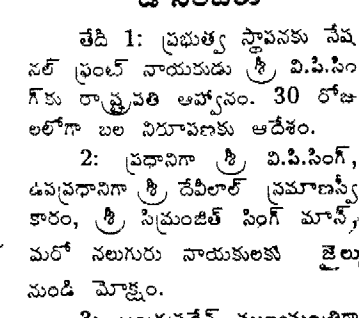 తేదీ 1: ప్రభుత్వ స్థాపనకు నేష
నల్ ఫ్రంట్ నాయకుడు శ్రీ వి.పి.సిం
గ్‌కు రాష్ట్రపతి ఆహ్వానం. 30 రోజు
లలోగా బల నిరూపణకు ఆదేశం.
2: ప్రధానిగా శ్రీ వి.పి.సింగ్,
ఉపప్రధానిగా శ్రీ దేవీలాల్ ప్రమాణస్వీ
కారం, శ్రీ సిమ్రంజిత్ సింగ్ మాన్,
మరో నలుగురు నాయకులకు జైలు
నుండి మోక్షం.